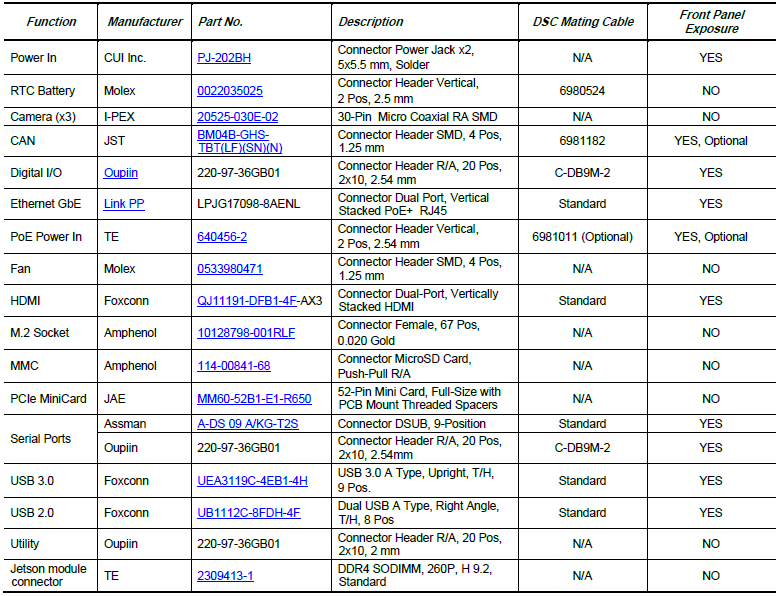 Function Manufacturer Part No. Description DSC Mating Cable Front Panel Exposure
Power In CUI Inc. PJ-202BH Connector Power Jack x2, 5x5.5 mm, Solder N/A YES
RTC Battery Molex 0022035025 Connector Header Vertical, 2 Pos, 2.5 mm 6980524 NO
Camera (x3) I-PEX 20525-030E-02 30-Pin Micro Coaxial RA SMD N/A NO
CAN JST BM04B-GHS-TBT(LF)(SN)(N) Connector Header SMD, 4 Pos, 1.25 mm 6981182 YES, Optional
Digital I/O Oupiin 220-97-36GB01 Connector Header R/A, 20 Pos, 2x10, 2.54 mm C-DB9M-2 YES
Ethernet GbE Link PP LPJG17098-8AENL Connector Dual Port, Vertical Stacked PoE+ RJ45 Standard YES
PoE Power In TE 640456-2 Connector Header Vertical, 2 Pos, 2.54 mm 6981011 (Optional) YES, Optional
Fan Molex 0533980471 Connector Header SMD, 4 Pos, 1.25 mm N/A NO
HDMI Foxconn QJ11191-DFB1-4F-AX3 Connector Dual-Port, Vertically Stacked HDMI Standard YES
M.2 Socket Amphenol 10128798-001RLF Connector Female, 67 Pos, 0.020 Gold N/A NO
MMC Amphenol 114-00841-68 Connector MicroSD Card, Push-Pull R/A N/A NO
PCIe MiniCard JAE MM60-52B1-E1-R650 52-Pin Mini Card, Full-Size with PCB Mount Threaded Spacers N/A NO
Serial Ports Assman A-DS 09 A/KG-T2S Connector DSUB, 9-Position Standard YES
Oupiin 220-97-36GB01 Connector Header R/A, 20 Pos, 2x10, 2.54mm C-DB9M-2 YES
USB 3.0 Foxconn UEA3119C-4EB1-4H USB 3.0 A Type, Upright, T/H, 9 Pos. Standard YES
USB 2.0 Foxconn UB1112C-8FDH-4F Dual USB A Type, Right Angle, T/H, 8 Pos Standard YES
Utility Oupiin 220-97-36GB01 Connector Header R/A, 20 Pos, 2x10, 2 mm N/A NO
Jetson module connector TE 2309413-1 DDR4 SODIMM, 260P, H 9.2, Standard N/A NO